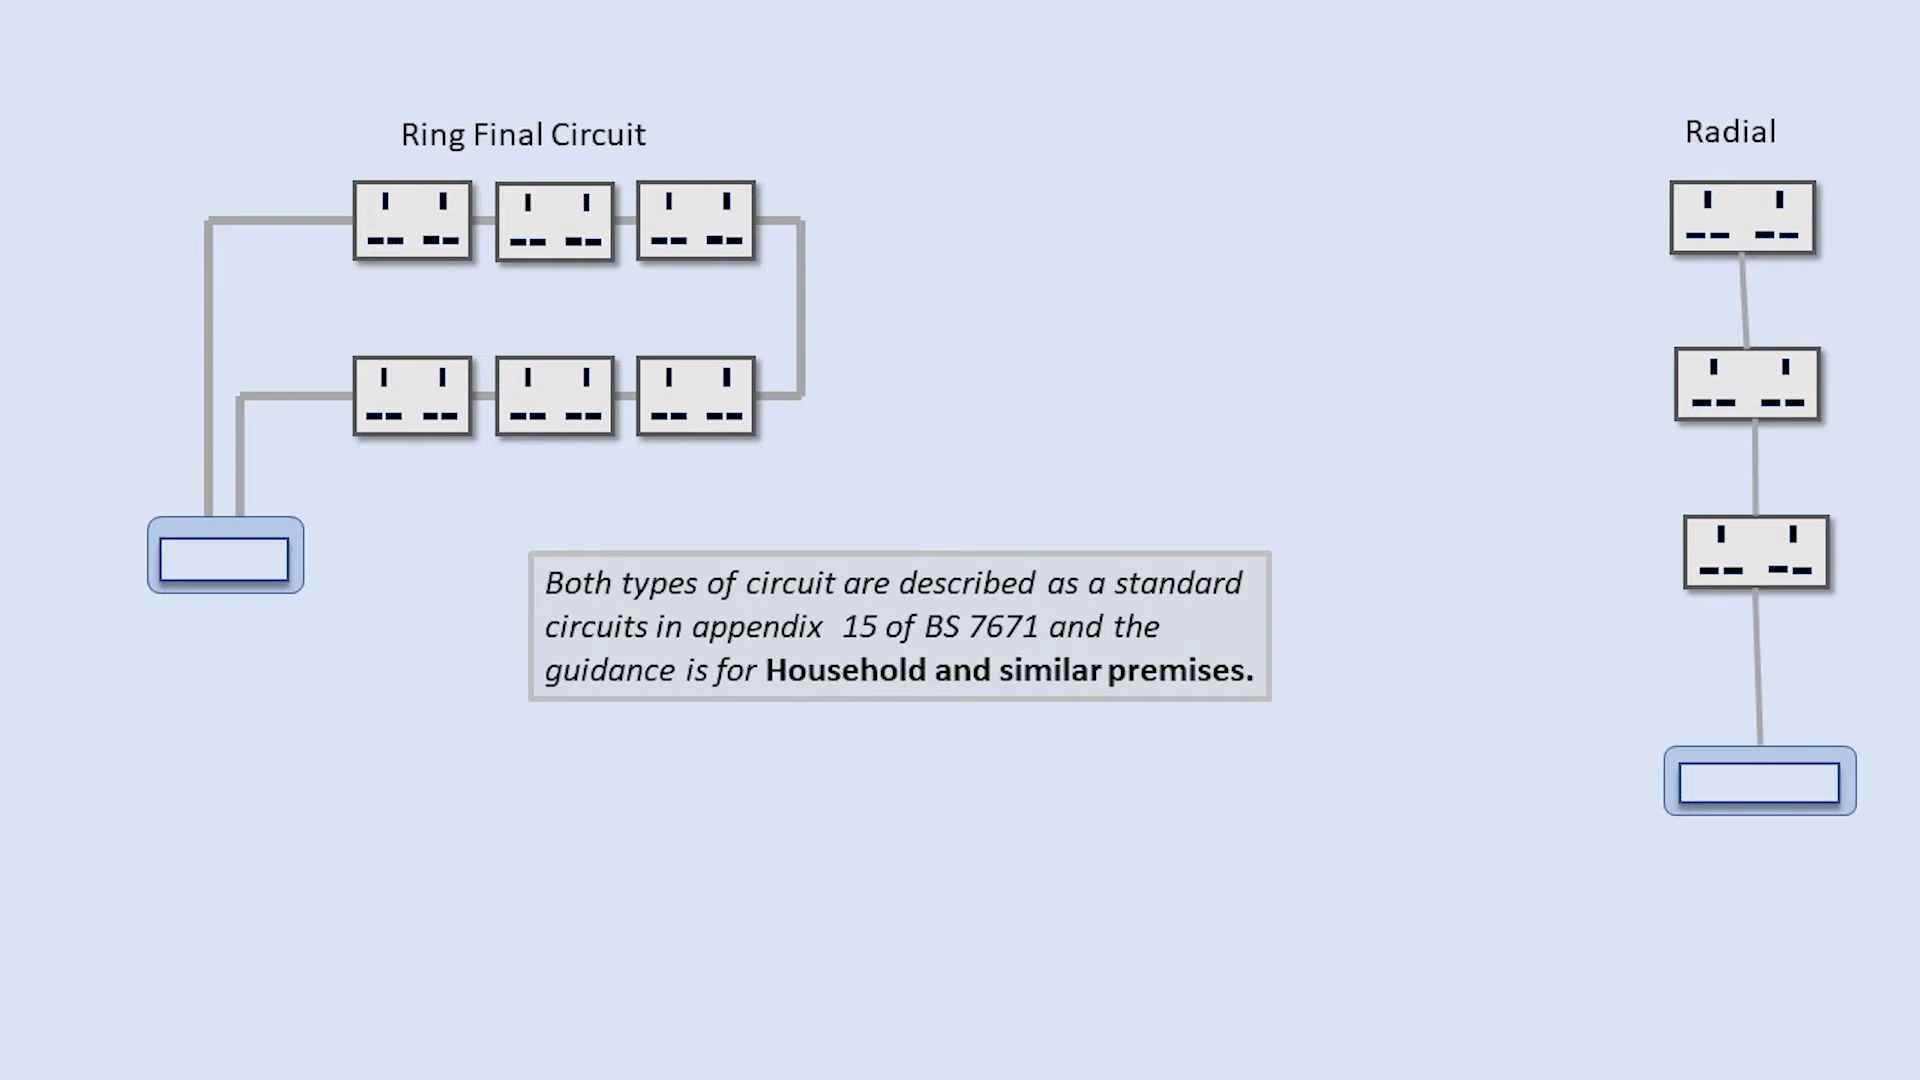 Ring Final Circuit
Radial
Both types of circuit are described as a standard
circuits in appendix 15 of BS 7671 and the
guidance is for Household and similar premises.